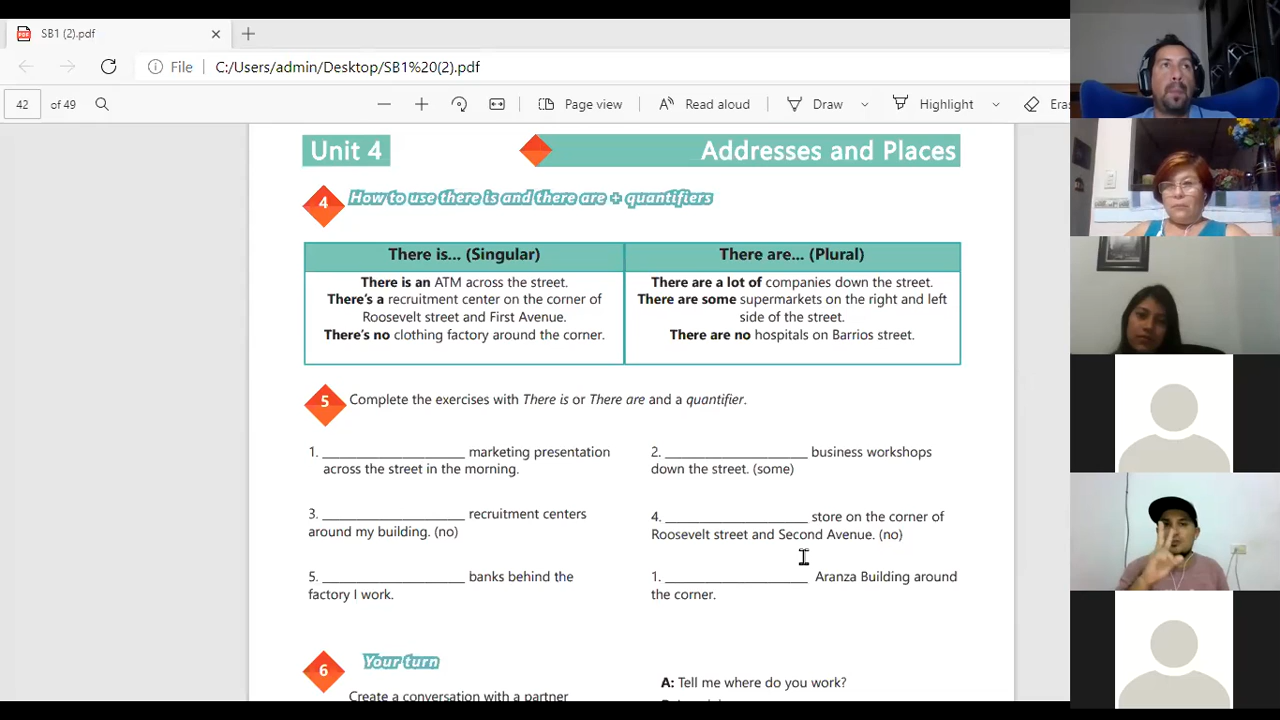 SB1 (2).pdf
File
C:/Users/admin/Desktop/SB1%20(2).pdf
42 of 49
Page view
Read aloud
Draw
Highlight
Eras
Unit 4
Addresses and Places
4 How to use there is and there are + quantifiers
There is... (Singular)
There is an ATM across the street.
There's a recruitment center on the corner of
Roosevelt street and First Avenue.
There's no clothing factory around the corner.
There are... (Plural)
There are a lot of companies down the street.
There are some supermarkets on the right and left
side of the street.
There are no hospitals on Barrios street.
5 Complete the exercises with There is or There are and a quantifier.
1. ____________________ marketing presentation
across the street in the morning.
2. ____________________ business workshops
down the street. (some)
3. ____________________ recruitment centers
around my building. (no)
4. ____________________ store on the corner of
Roosevelt street and Second Avenue. (no)
5. ____________________ banks behind the
factory I work.
1. ____________________ Aranza Building around
the corner.
6 Your turn
Create a conversation with a partner
A: Tell me where do you work?